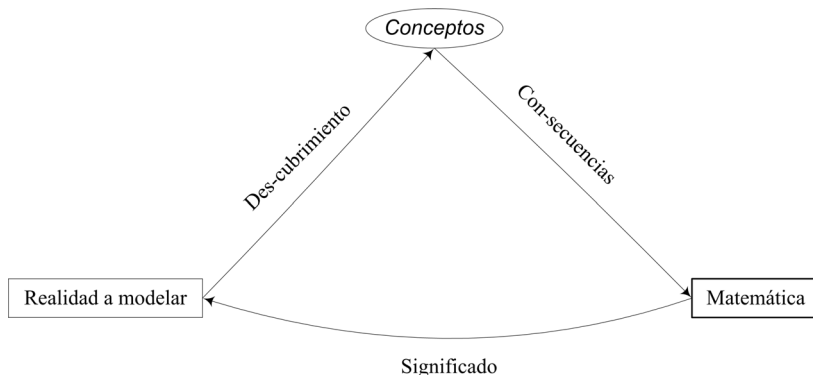 Conceptos
Des-cubrimiento
Con-secuencias
Realidad a modelar
Matemática
Significado